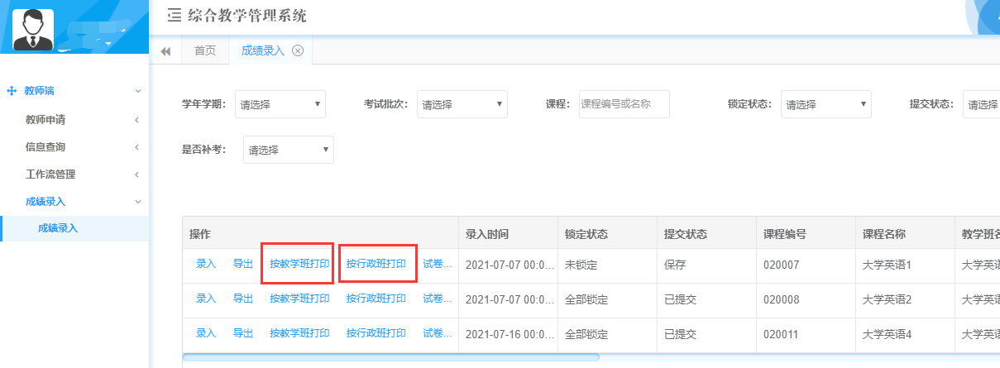 综合教学管理系统
首页 成绩录入
教师端
教师申请
信息查询
工作流管理
成绩录入
成绩录入
学年学期： 请选择 考试批次： 请选择 课程： 课程编号或名称 锁定状态： 请选择 提交状态： 请选择
是否补考： 请选择
操作 录入时间 锁定状态 提交状态 课程编号 课程名称 教学班名
录入 导出 按教学班打印 按行政班打印 试卷... 2021-07-07 00:0... 未锁定 保存 020007 大学英语1 大学英语
录入 导出 按教学班打印 按行政班打印 试卷... 2021-07-07 00:0... 全部锁定 已提交 020008 大学英语2 大学英语
录入 导出 按教学班打印 按行政班打印 试卷... 2021-07-16 00:0... 全部锁定 已提交 020011 大学英语4 大学英语